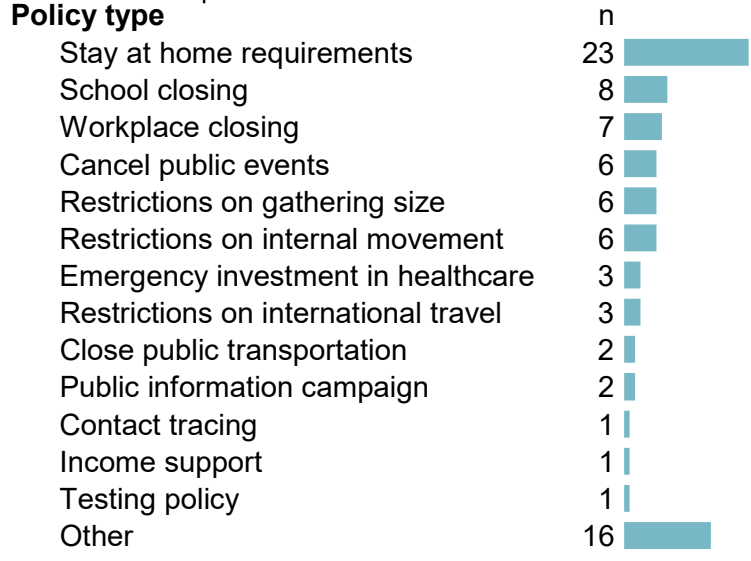 Policy type n
Stay at home requirements 23
School closing 8
Workplace closing 7
Cancel public events 6
Restrictions on gathering size 6
Restrictions on internal movement 6
Emergency investment in healthcare 3
Restrictions on international travel 3
Close public transportation 2
Public information campaign 2
Contact tracing 1
Income support 1
Testing policy 1
Other 16